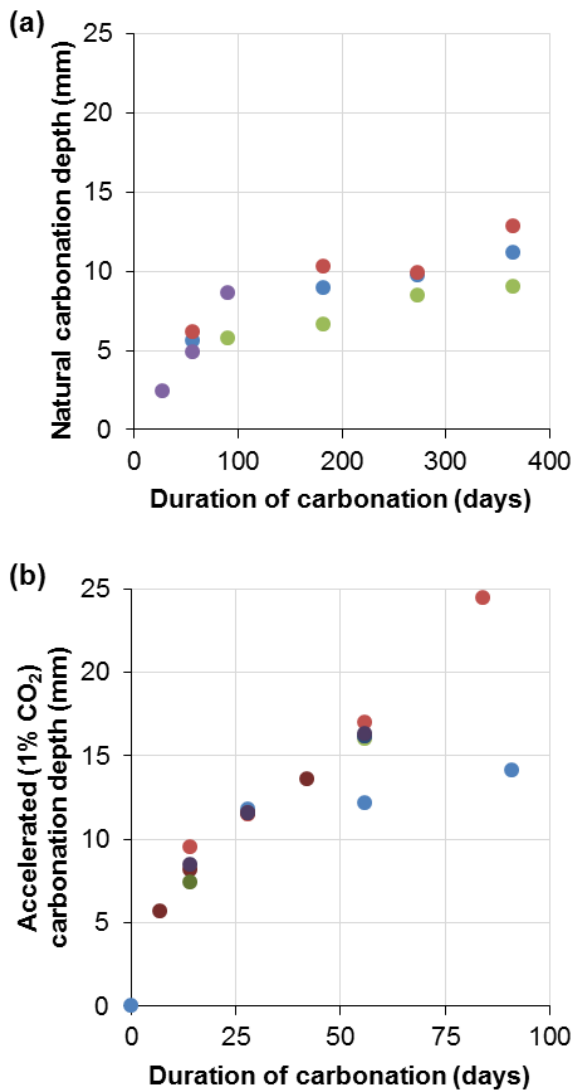 (a)
25
20
15
10
5
0
Natural carbonation depth (mm)
0 100 200 300 400
Duration of carbonation (days)
(b)
25
20
15
10
5
0
Accelerated (1% CO₂)
carbonation depth (mm)
0 25 50 75 100
Duration of carbonation (days)